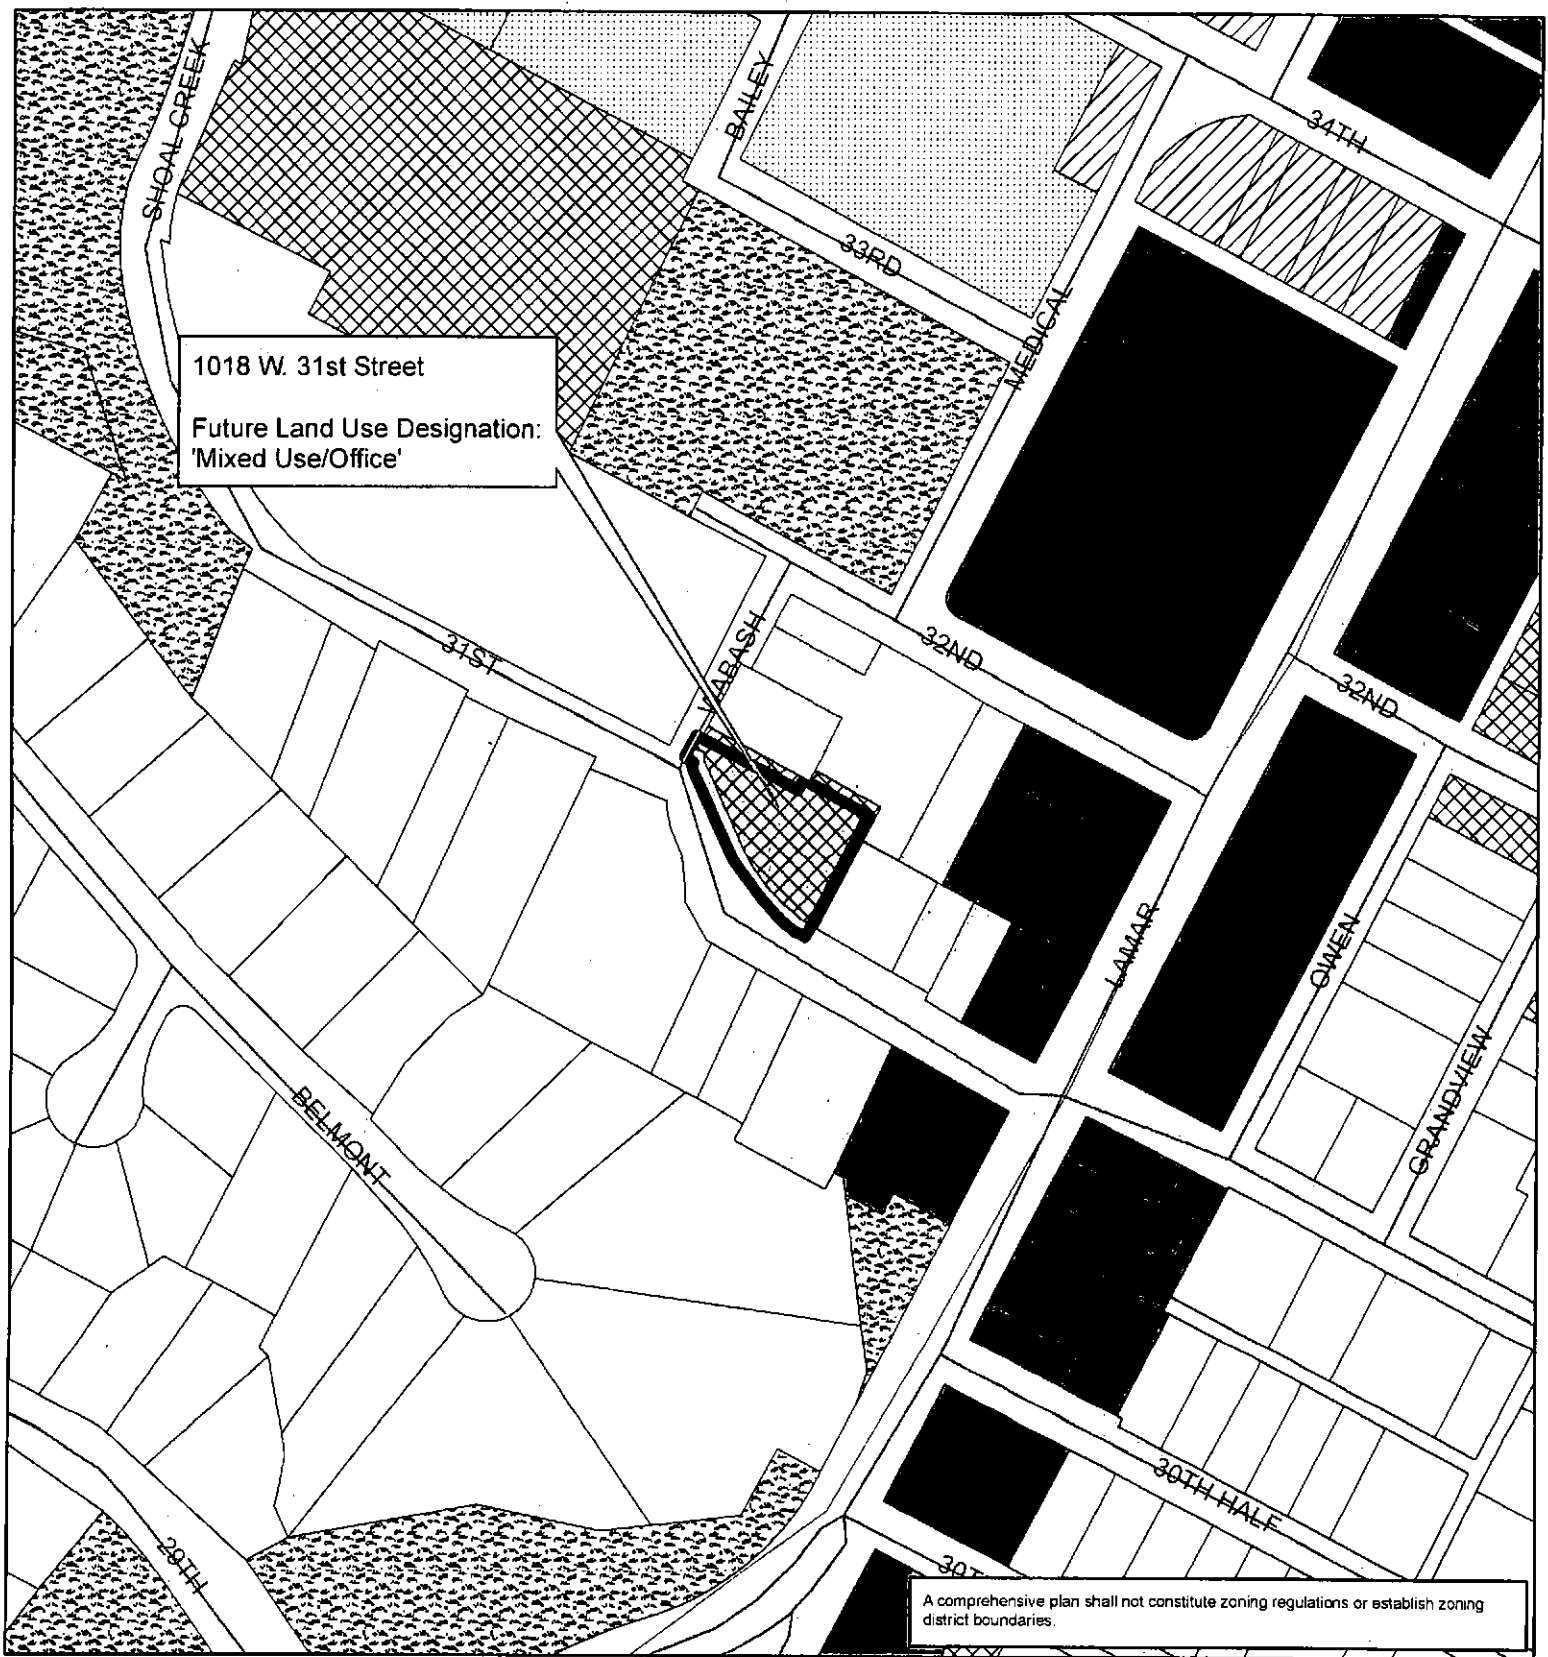 SHOAL CREEK
BAILEY
34TH
33RD
MEDICAL
1018 W. 31st Street
Future Land Use Designation:
'Mixed Use/Office'
31ST
WABASH
32ND
32ND
LAMAR
OWEN
GRANDVIEW
BELMONT
30TH HALF
29TH
A comprehensive plan shall not constitute zoning regulations or establish zoning
district boundaries.